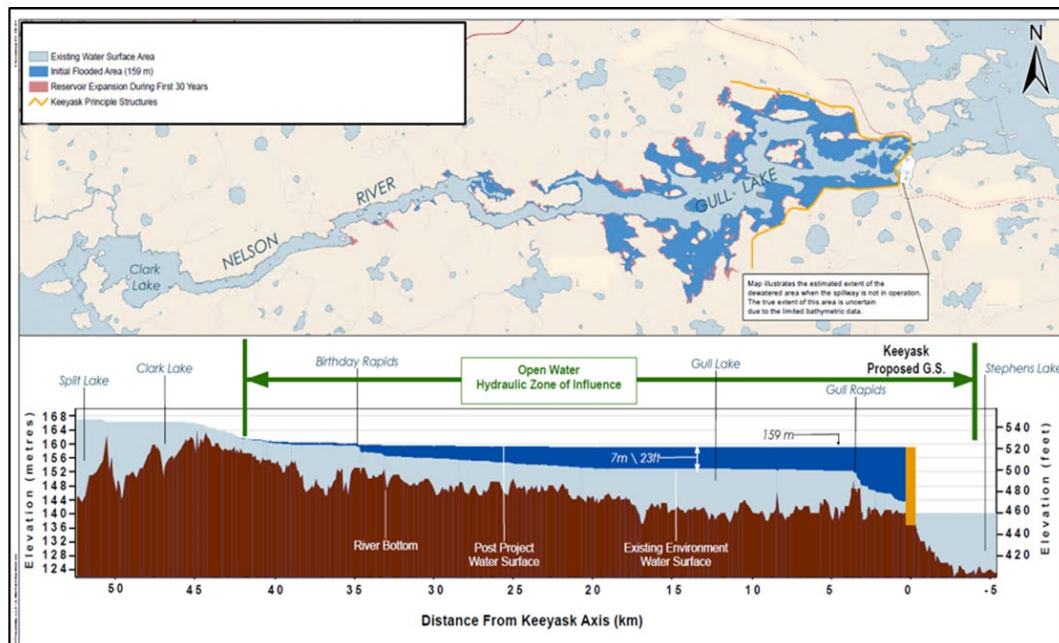 Existing Water Surface Area
Initial Flooded Area (159 m)
Reservoir Expansion During First 30 Years
Keeyask Principle Structures
N
Clark
Lake
NELSON
RIVER
GULL LAKE
Map illustrates the estimated extent of the
dewatered area when the spillway is not in operation.
The true extent of this area is uncertain
due to the limited bathymetric data.
Split Lake
Clark Lake
Birthday Rapids
Open Water
Hydraulic Zone of Influence
Gull Lake
Keeyask
Proposed G.S.
Gull Rapids
Stephens Lake
Elevation (metres)
168
164
160
156
152
148
144
140
136
132
128
124
159 m
7m \ 23ft
River Bottom
Post Project
Water Surface
Existing Environment
Water Surface
540
520
500
480
460
440
420
Elevation (feet)
50 45 40 35 30 25 20 15 10 5 0 -5
Distance From Keeyask Axis (km)